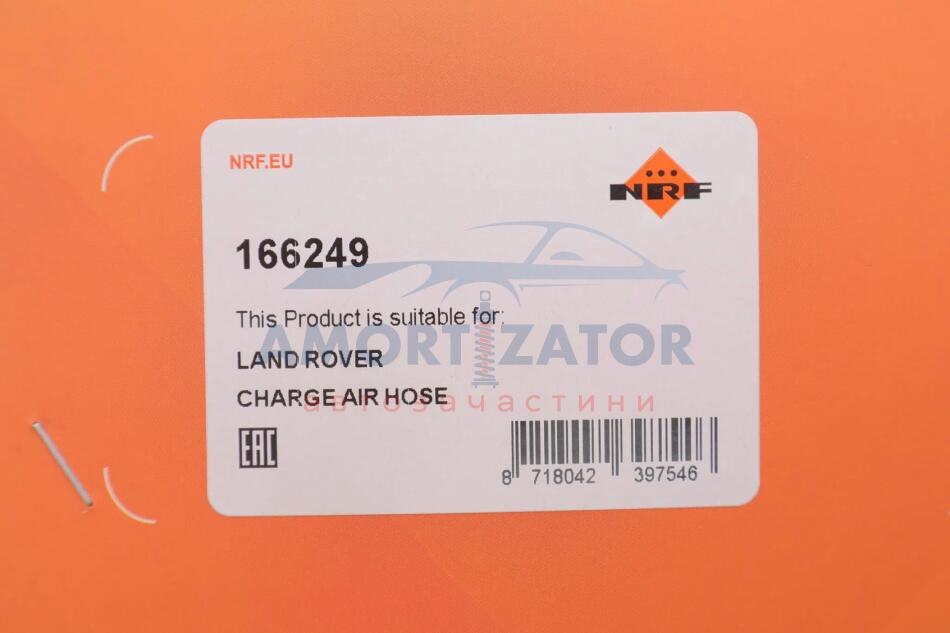 NRF.EU
NRF
166249
This Product is suitable for:
AMORTIZATOR
LAND ROVER
CHARGE AIR HOSE
автозачастини
EAC
8 718042 397546